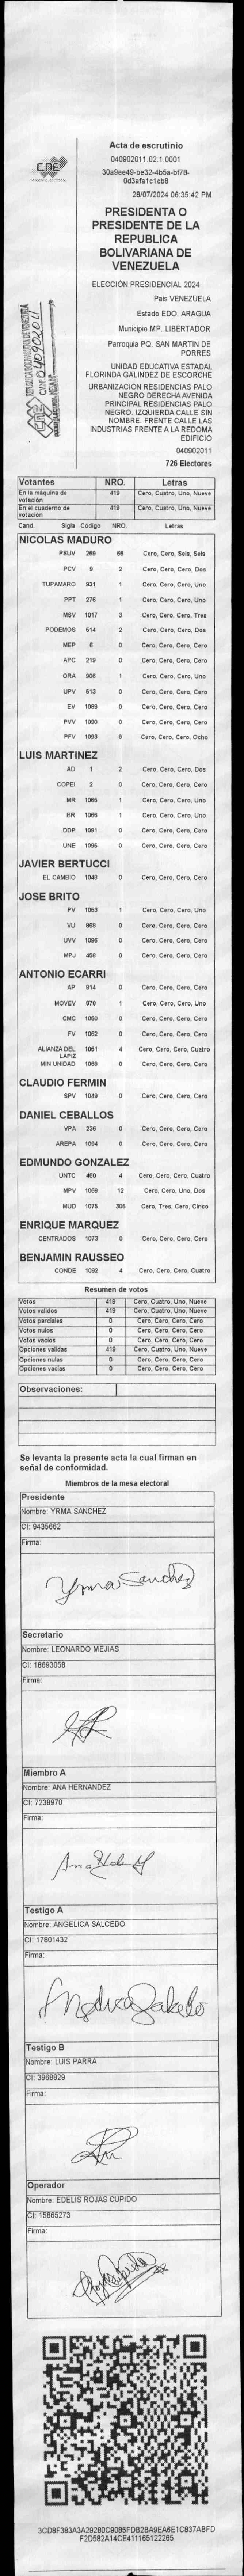 CNE
Acta de escrutinio
040902011.02.1.0001
30a9ee49-be32-4b5a-bf78-
0d3afa1c1cb8
28/07/2024 06:35:42 PM
PRESIDENTA O
PRESIDENTE DE LA
REPUBLICA
BOLIVARIANA DE
VENEZUELA
ELECCIÓN PRESIDENCIAL 2024
Pais VENEZUELA
Estado EDO. ARAGUA
Municipio MP. LIBERTADOR
Parroquia PQ. SAN MARTIN DE
PORRES
UNIDAD EDUCATIVA ESTADAL
FLORINDA GALINDEZ DE ESCORCHE
URBANIZACION RESIDENCIAS PALO
NEGRO DERECHA AVENIDA
PRINCIPAL RESIDENCIAS PALO
NEGRO. IZQUIERDA CALLE SIN
NOMBRE. FRENTE CALLE LAS
INDUSTRIAS FRENTE A LA REDOMA
EDIFICIO
040902011
726 Electores
Votantes NRO. Letras
En la máquina de votación 419 Cero, Cuatro, Uno, Nueve
En el cuaderno de votación 419 Cero, Cuatro, Uno, Nueve
Cand. Sigla Código NRO. Letras
NICOLAS MADURO
PSUV 269 66 Cero, Cero, Seis, Seis
PCV 9 2 Cero, Cero, Cero, Dos
TUPAMARO 931 1 Cero, Cero, Cero, Uno
PPT 276 1 Cero, Cero, Cero, Uno
MSV 1017 3 Cero, Cero, Cero, Tres
PODEMOS 514 2 Cero, Cero, Cero, Dos
MEP 6 0 Cero, Cero, Cero, Cero
APC 219 0 Cero, Cero, Cero, Cero
ORA 906 1 Cero, Cero, Cero, Uno
UPV 513 0 Cero, Cero, Cero, Cero
EV 1089 0 Cero, Cero, Cero, Cero
PVV 1090 0 Cero, Cero, Cero, Cero
PFV 1093 8 Cero, Cero, Cero, Ocho
LUIS MARTINEZ
AD 1 2 Cero, Cero, Cero, Dos
COPEI 2 0 Cero, Cero, Cero, Cero
MR 1065 1 Cero, Cero, Cero, Uno
BR 1066 1 Cero, Cero, Cero, Uno
DDP 1091 0 Cero, Cero, Cero, Cero
UNE 1095 0 Cero, Cero, Cero, Cero
JAVIER BERTUCCI
EL CAMBIO 1048 0 Cero, Cero, Cero, Cero
JOSE BRITO
PV 1053 1 Cero, Cero, Cero, Uno
VU 868 0 Cero, Cero, Cero, Cero
UVV 1096 0 Cero, Cero, Cero, Cero
MPJ 459 0 Cero, Cero, Cero, Cero
ANTONIO ECARRI
AP 914 0 Cero, Cero, Cero, Cero
MOVEV 978 1 Cero, Cero, Cero, Uno
CMC 1050 0 Cero, Cero, Cero, Cero
FV 1062 0 Cero, Cero, Cero, Cero
ALIANZA DEL LAPIZ 1051 4 Cero, Cero, Cero, Cuatro
MIN UNIDAD 1068 0 Cero, Cero, Cero, Cero
CLAUDIO FERMIN
SPV 1049 0 Cero, Cero, Cero, Cero
DANIEL CEBALLOS
VPA 236 0 Cero, Cero, Cero, Cero
AREPA 1094 0 Cero, Cero, Cero, Cero
EDMUNDO GONZALEZ
UNTC 460 4 Cero, Cero, Cero, Cuatro
MPV 1069 12 Cero, Cero, Uno, Dos
MUD 1075 305 Cero, Tres, Cero, Cinco
ENRIQUE MARQUEZ
CENTRADOS 1073 0 Cero, Cero, Cero, Cero
BENJAMIN RAUSSEO
CONDE 1092 4 Cero, Cero, Cero, Cuatro
Resumen de votos
Votos 419 Cero, Cuatro, Uno, Nueve
Votos validos 419 Cero, Cuatro, Uno, Nueve
Votos parciales 0 Cero, Cero, Cero, Cero
Votos nulos 0 Cero, Cero, Cero, Cero
Votos vacios 0 Cero, Cero, Cero, Cero
Opciones validas 419 Cero, Cuatro, Uno, Nueve
Opciones nulas 0 Cero, Cero, Cero, Cero
Opciones vacias 0 Cero, Cero, Cero, Cero
Observaciones:
Se levanta la presente acta la cual firman en
señal de conformidad.
Miembros de la mesa electoral
Presidente
Nombre: YRMA SANCHEZ
CI: 9435662
Firma:
Yrma Sanchez
Secretario
Nombre: LEONARDO MEJIAS
CI: 18693058
Firma:
Miembro A
Nombre: ANA HERNANDEZ
CI: 7238970
Firma:
Testigo A
Nombre: ANGELICA SALCEDO
CI: 17801432
Firma:
Testigo B
Nombre: LUIS PARRA
CI: 3968829
Firma:
Operador
Nombre: EDELIS ROJAS CUPIDO
CI: 15865273
Firma:
3CD8F383A3A29280C9085FDB2BA9EA6E1C837ABFD
F2D582A14CE411165122265